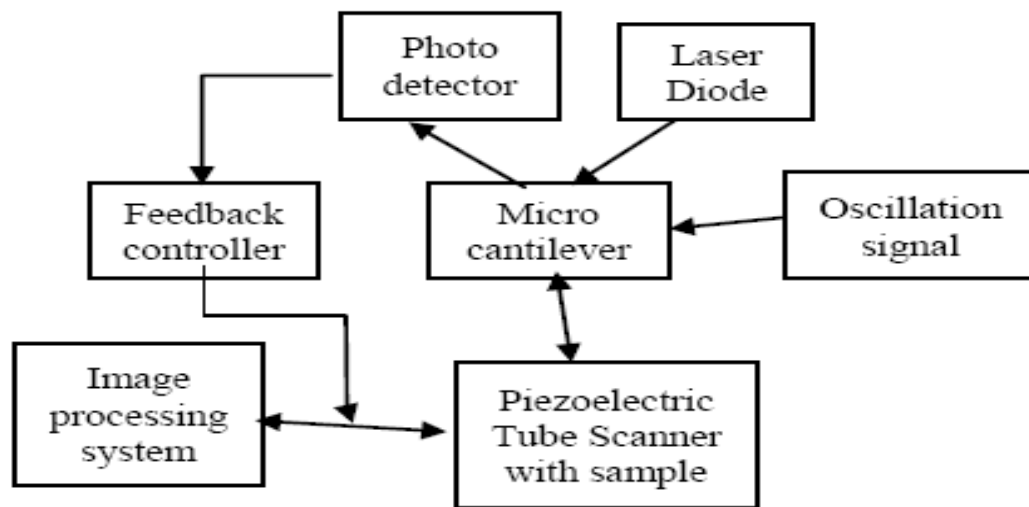 Photo
detector
Laser
Diode
Feedback
controller
Micro
cantilever
Oscillation
signal
Image
processing
system
Piezoelectric
Tube Scanner
with sample